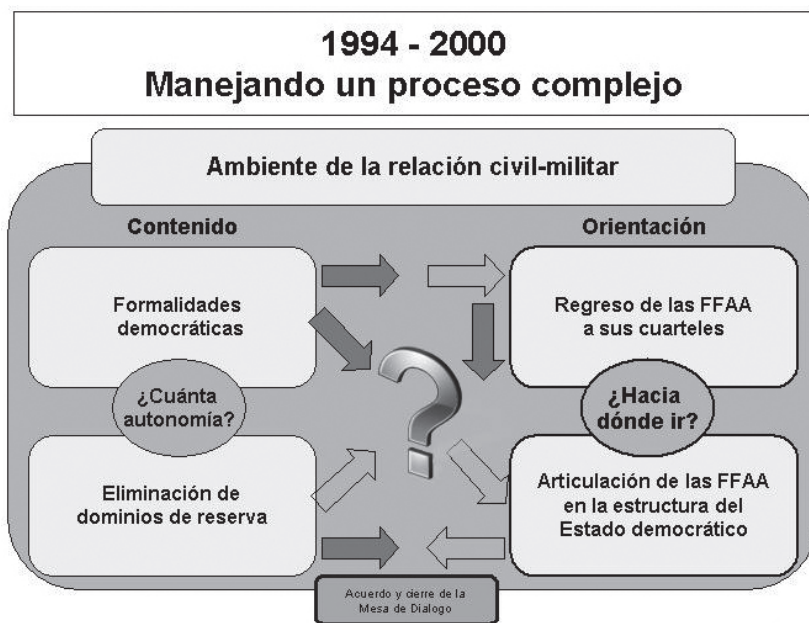 1994 - 2000
Manejando un proceso complejo
Ambiente de la relación civil-militar
Contenido
Orientación
Formalidades
democráticas
Regreso de las FFAA
a sus cuarteles
¿Cuánta
autonomía?
¿Hacia
dónde ir?
?
Eliminación de
dominios de reserva
Articulación de las FFAA
en la estructura del
Estado democrático
Acuerdo y cierre de la
Mesa de Dialogo